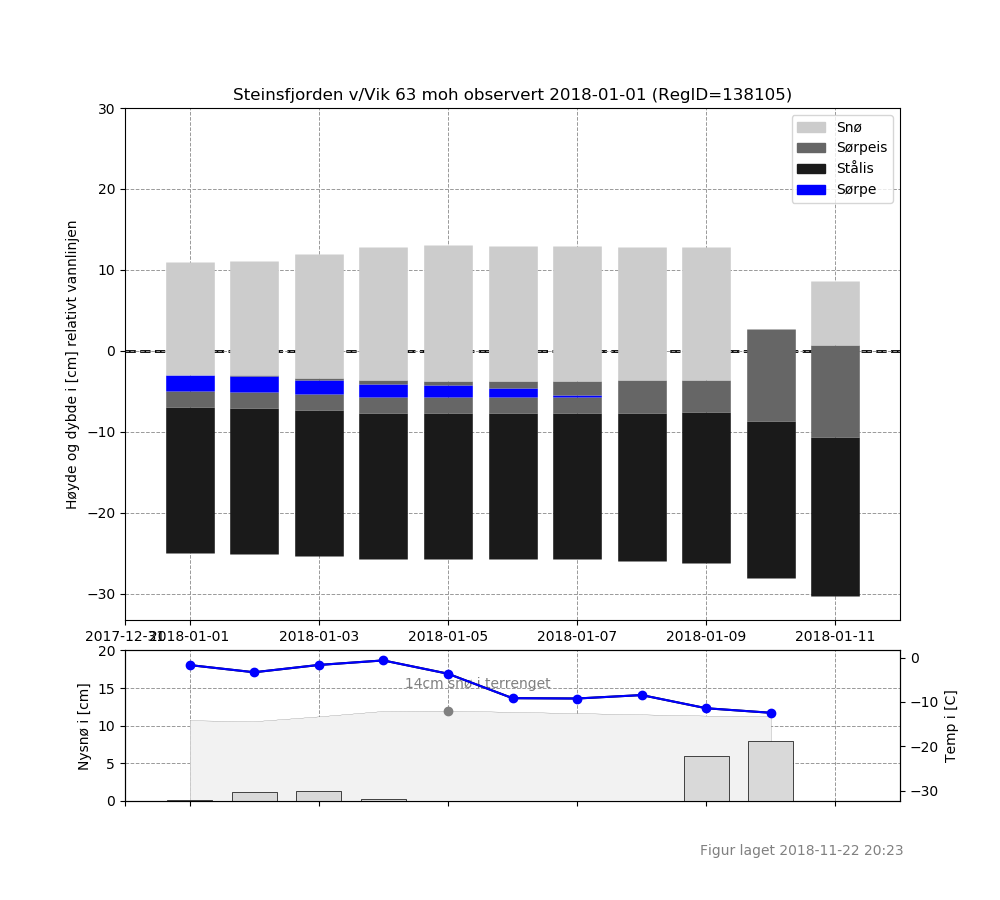 Steinsfjorden v/Vik 63 moh observert 2018-01-01 (RegID=138105)
Høyde og dybde i [cm] relativt vannlinjen
30
20
10
0
−10
−20
−30
Snø
Sørpeis
Stålis
Sørpe
2017-12-31 2018-01-01 2018-01-03 2018-01-05 2018-01-07 2018-01-09 2018-01-11
Nysnø i [cm]
20
15
10
5
0
14cm snø i terrenget
0
−10
−20
−30
Temp i [C]
Figur laget 2018-11-22 20:23